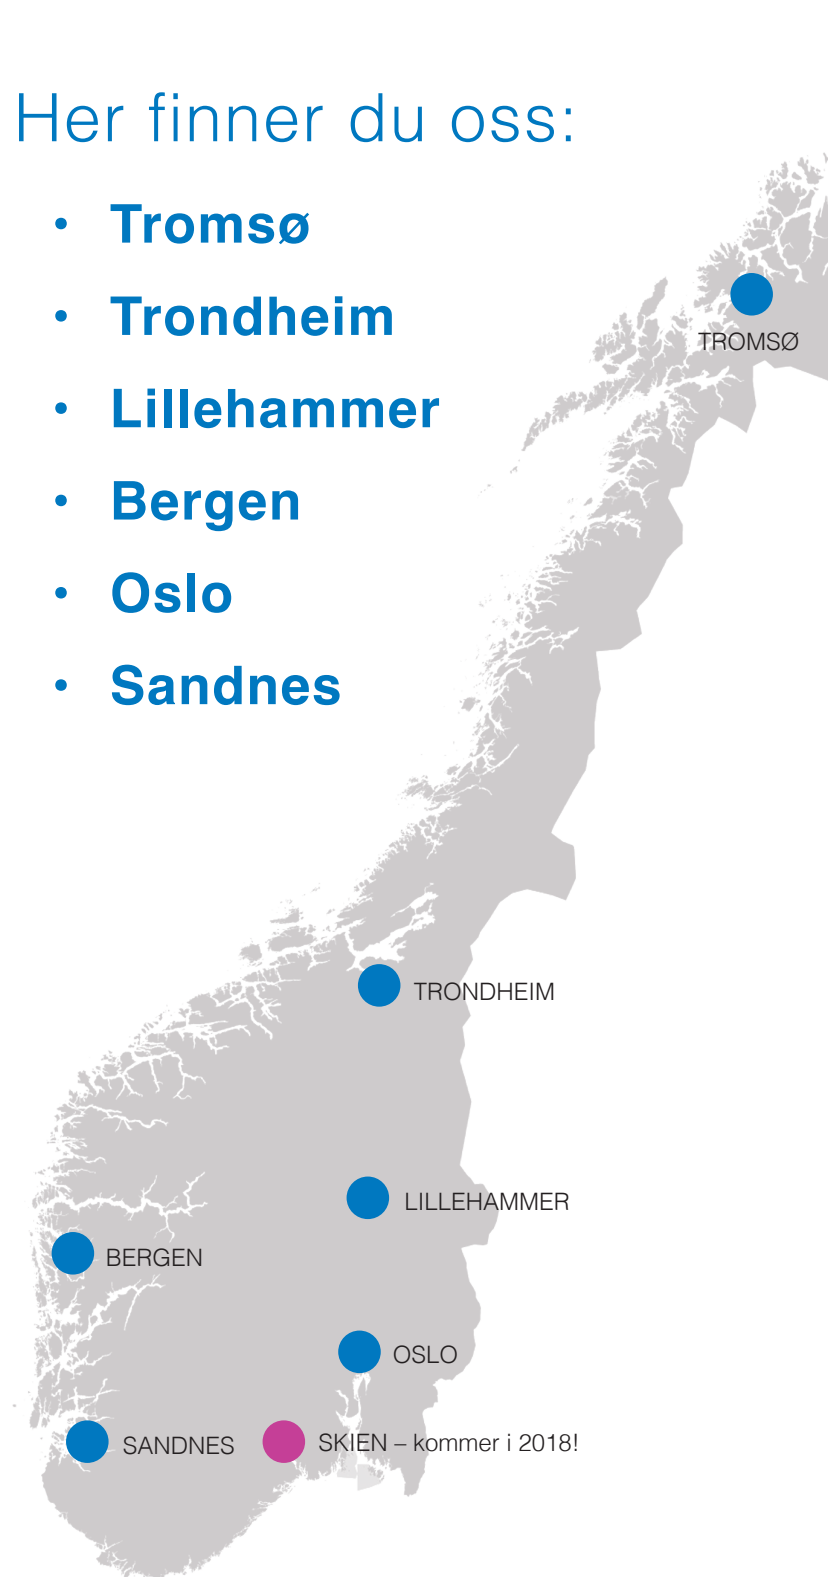 Her finner du oss:
• Tromsø
• Trondheim
• Lillehammer
• Bergen
• Oslo
• Sandnes
TROMSØ
TRONDHEIM
LILLEHAMMER
BERGEN
OSLO
SANDNES
SKIEN – kommer i 2018!